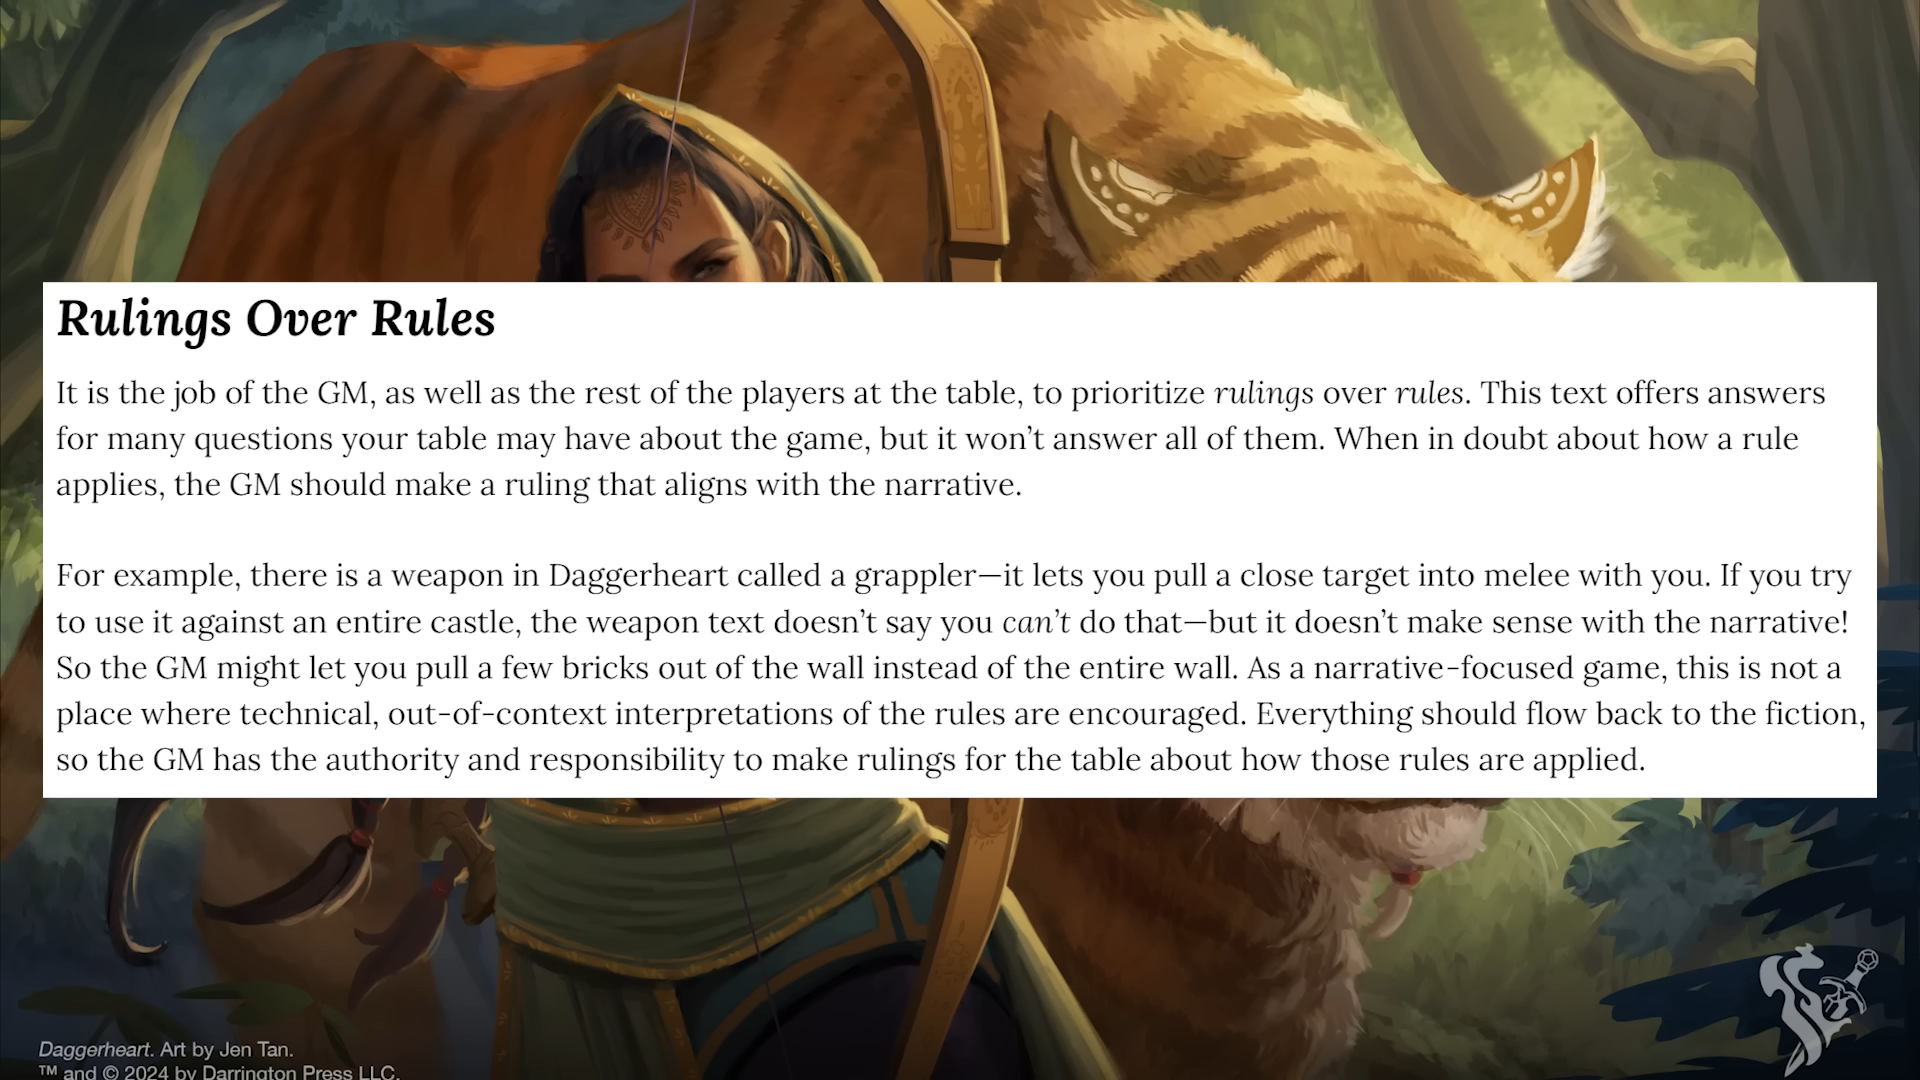 Rulings Over Rules
It is the job of the GM, as well as the rest of the players at the table, to prioritize rulings over rules. This text offers answers
for many questions your table may have about the game, but it won’t answer all of them. When in doubt about how a rule
applies, the GM should make a ruling that aligns with the narrative.
For example, there is a weapon in Daggerheart called a grappler—it lets you pull a close target into melee with you. If you try
to use it against an entire castle, the weapon text doesn’t say you can’t do that—but it doesn’t make sense with the narrative!
So the GM might let you pull a few bricks out of the wall instead of the entire wall. As a narrative-focused game, this is not a
place where technical, out-of-context interpretations of the rules are encouraged. Everything should flow back to the fiction,
so the GM has the authority and responsibility to make rulings for the table about how those rules are applied.
Daggerheart. Art by Jen Tan.
™ and © 2024 by Darrington Press LLC.